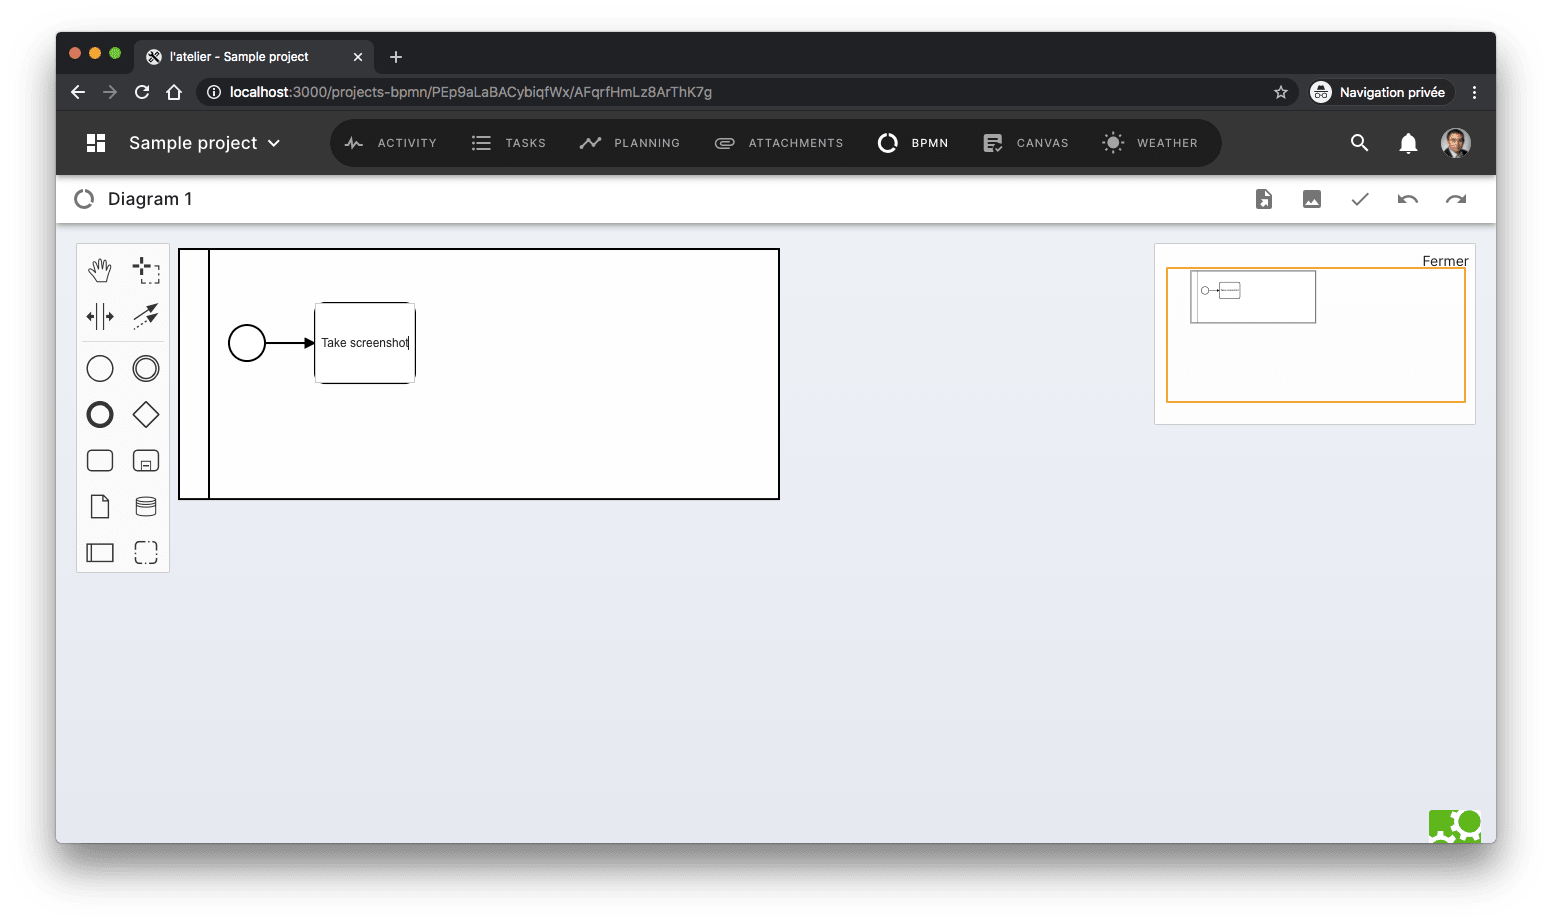 l'atelier - Sample project
localhost:3000/projects-bpmn/PEp9aLaBACybiqfWx/AFqrfHmLz8ArThK7g
Navigation privée
Sample project
ACTIVITY
TASKS
PLANNING
ATTACHMENTS
BPMN
CANVAS
WEATHER
Diagram 1
Fermer
Take screenshot